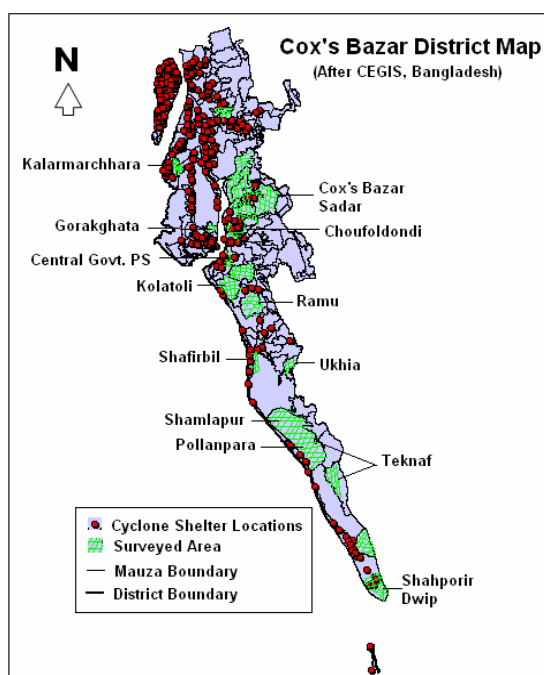 Cox's Bazar District Map
(After CEGIS, Bangladesh)
N
Kalarmarchhara
Cox's Bazar
Sadar
Gorakghata
Choufoldondi
Central Govt. PS
Kolatoli
Ramu
Shafirbil
Ukhia
Shamlapur
Pollanpara
Teknaf
Cyclone Shelter Locations
Surveyed Area
Mauza Boundary
District Boundary
Shahporir
Dwip